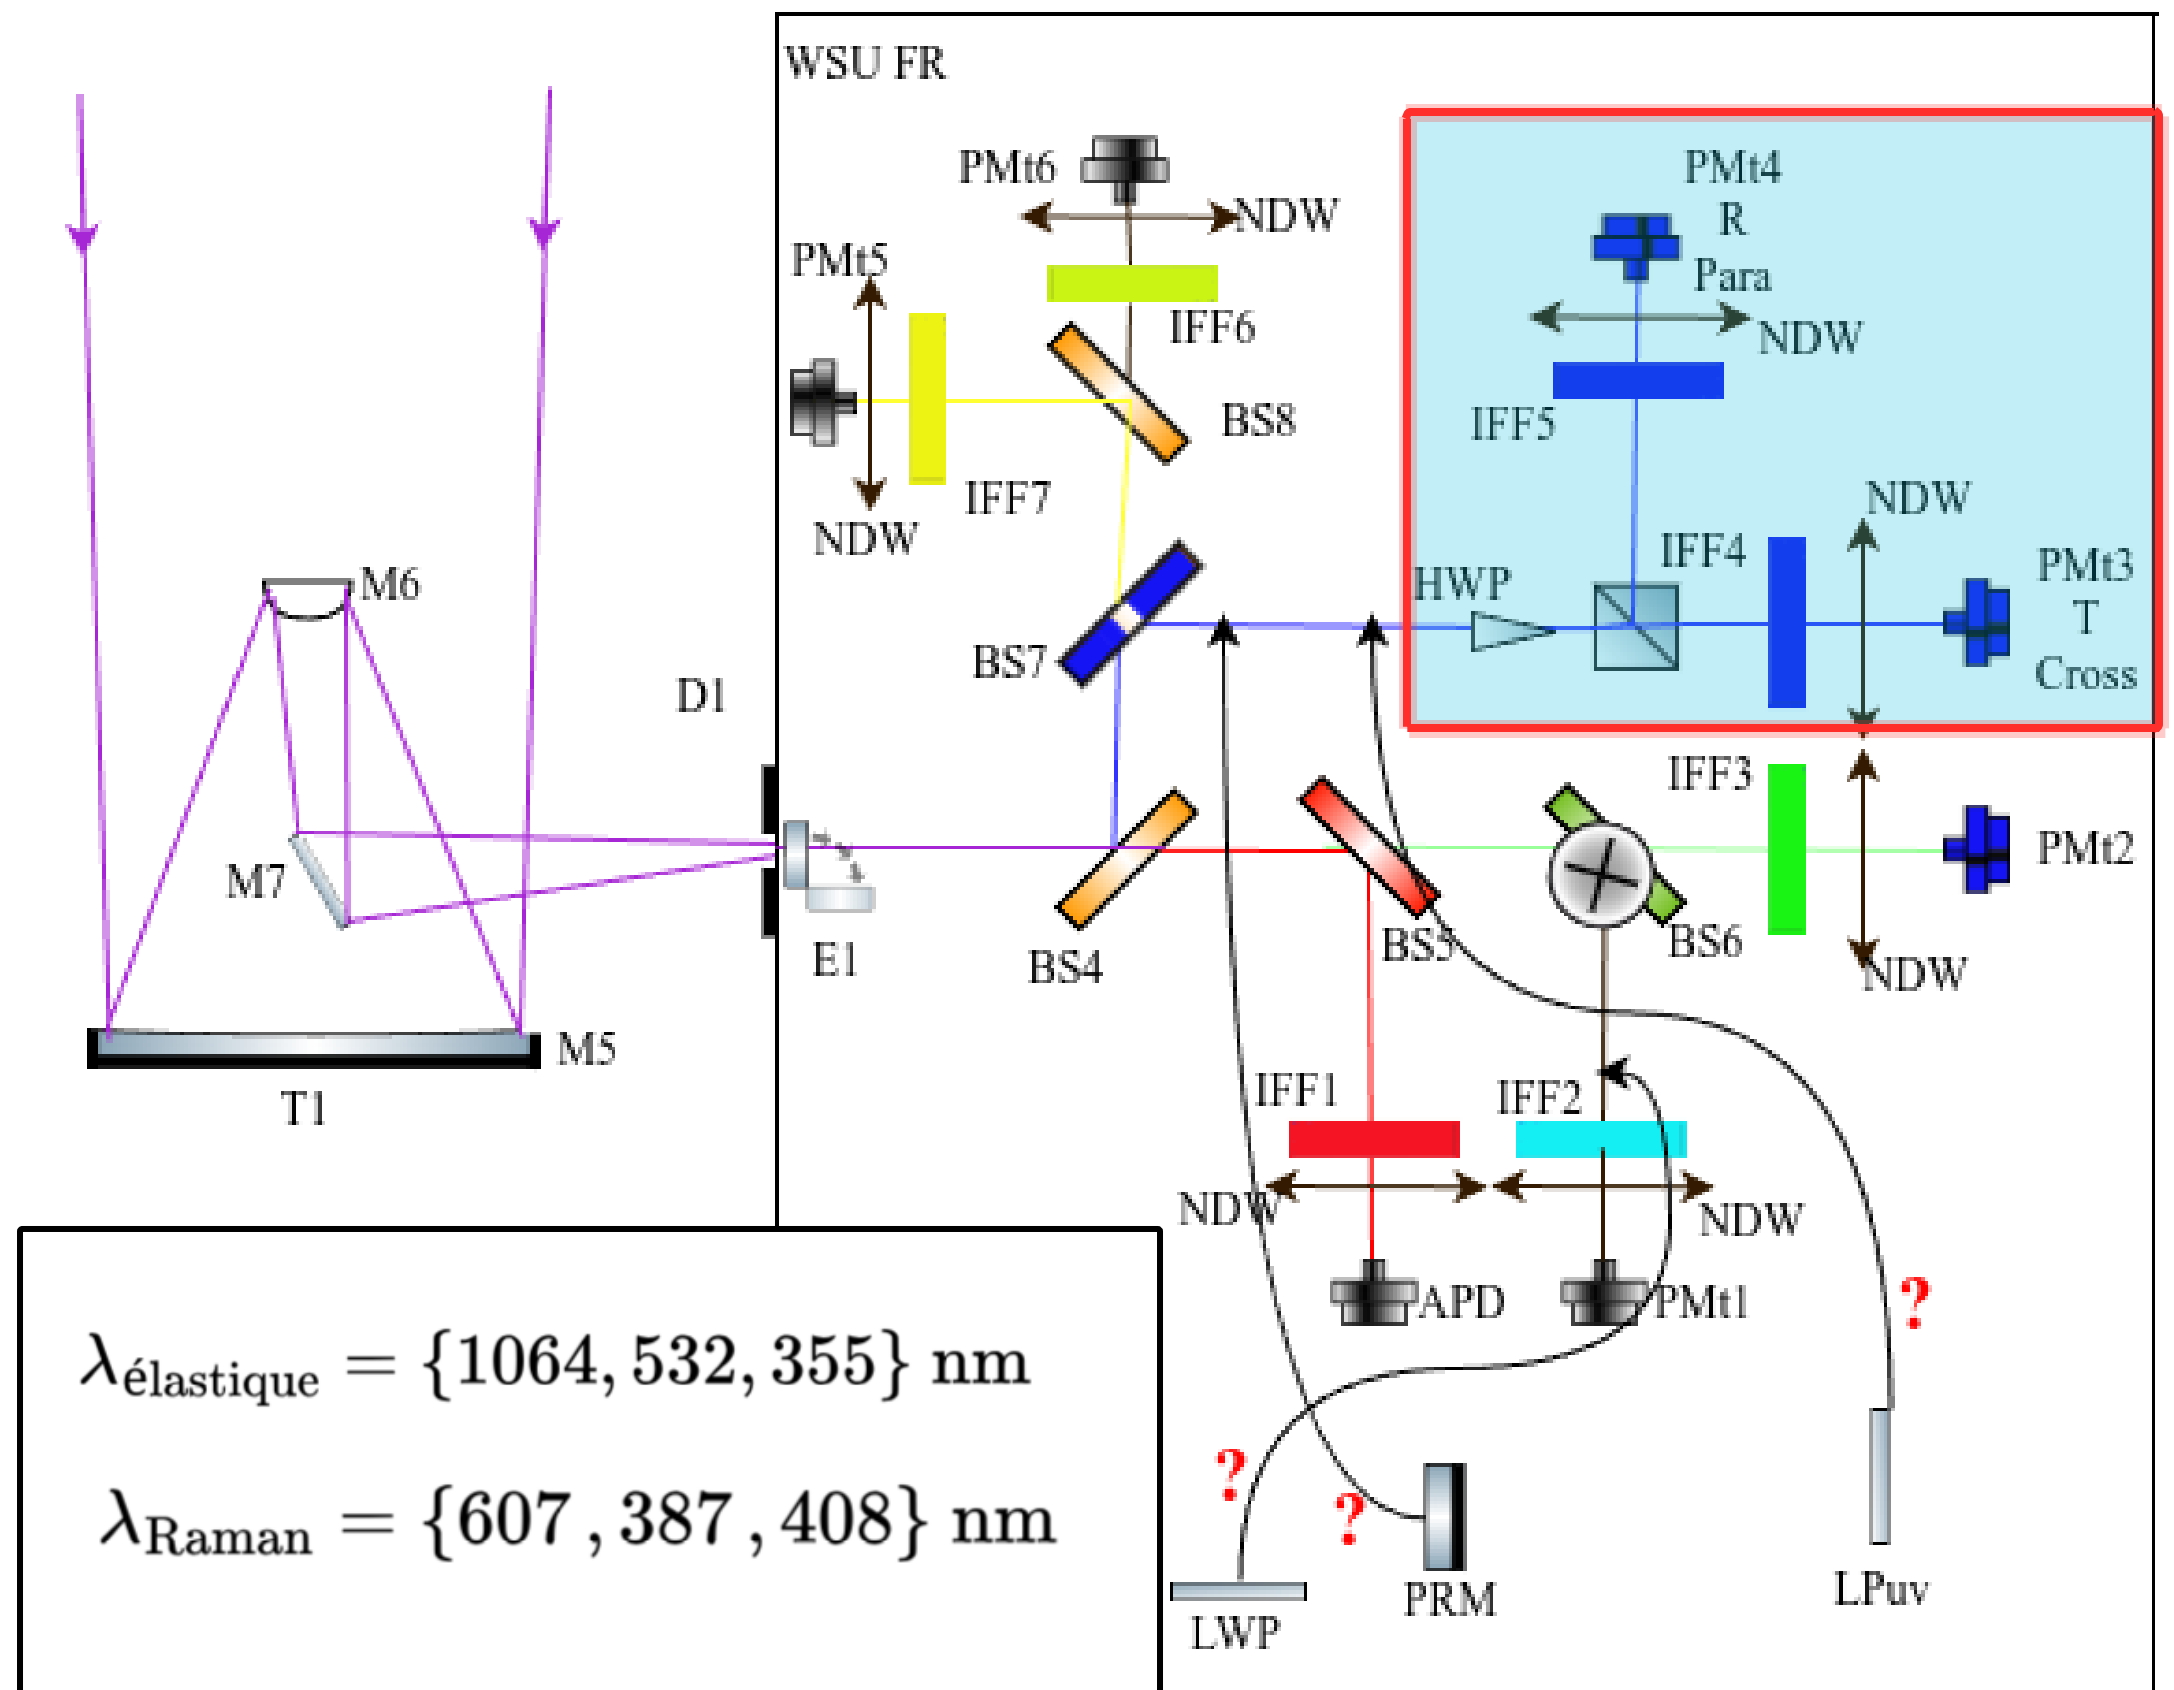 WSU FR
PMt6
NDW
PMt5
IFF6
BS8
IFF7
NDW
PMt4
R
Para
NDW
IFF5
NDW
IFF4
HWP
PMt3
T
Cross
M6
BS7
D1
IFF3
M7
PMt2
E1
BS4
BS5
BS6
NDW
M5
T1
IFF1
IFF2
NDW
NDW
APD
PMt1
?
λélastique = {1064, 532, 355} nm
?
?
λRaman = {607 , 387 , 408} nm
PRM
LPuv
LWP